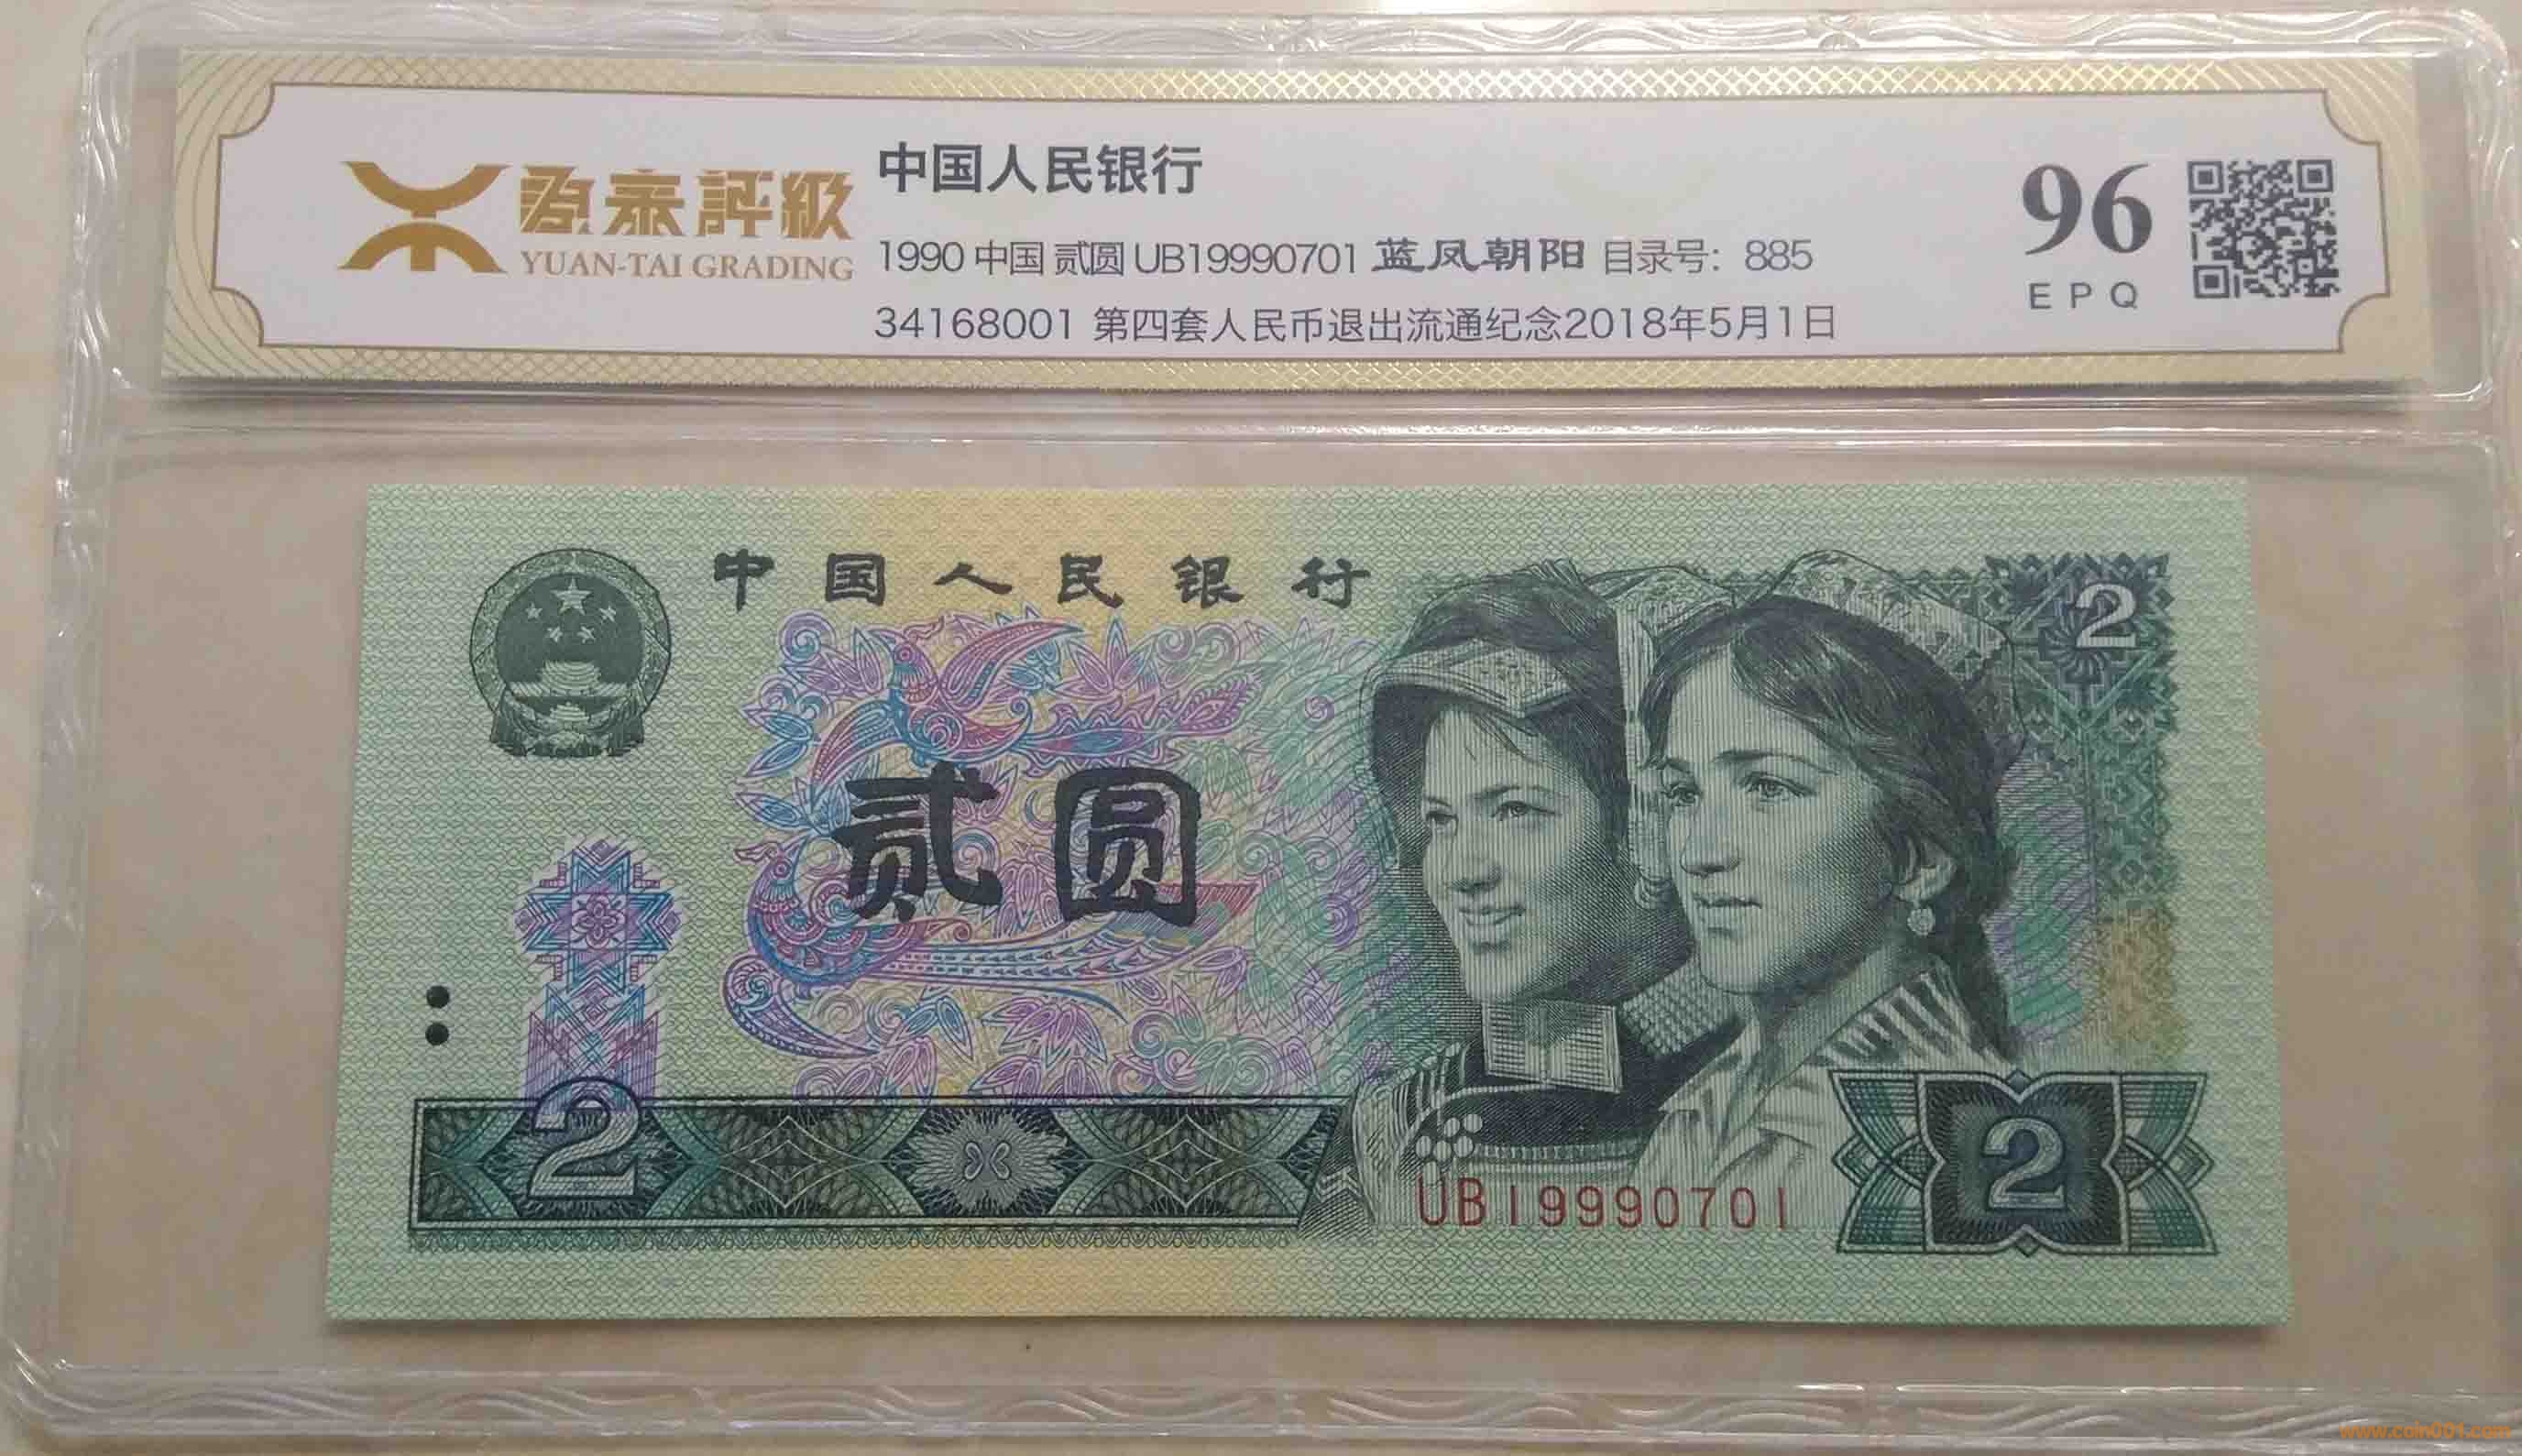 源泰評級
YUAN-TAI GRADING
中国人民银行
1990 中国 贰圆 UB19990701 蓝凤朝阳 目录号: 885
34168001 第四套人民币退出流通纪念2018年5月1日
96
EPQ
中国人民银行
2
贰圆
2
UB19990701
2
www.coin001.com